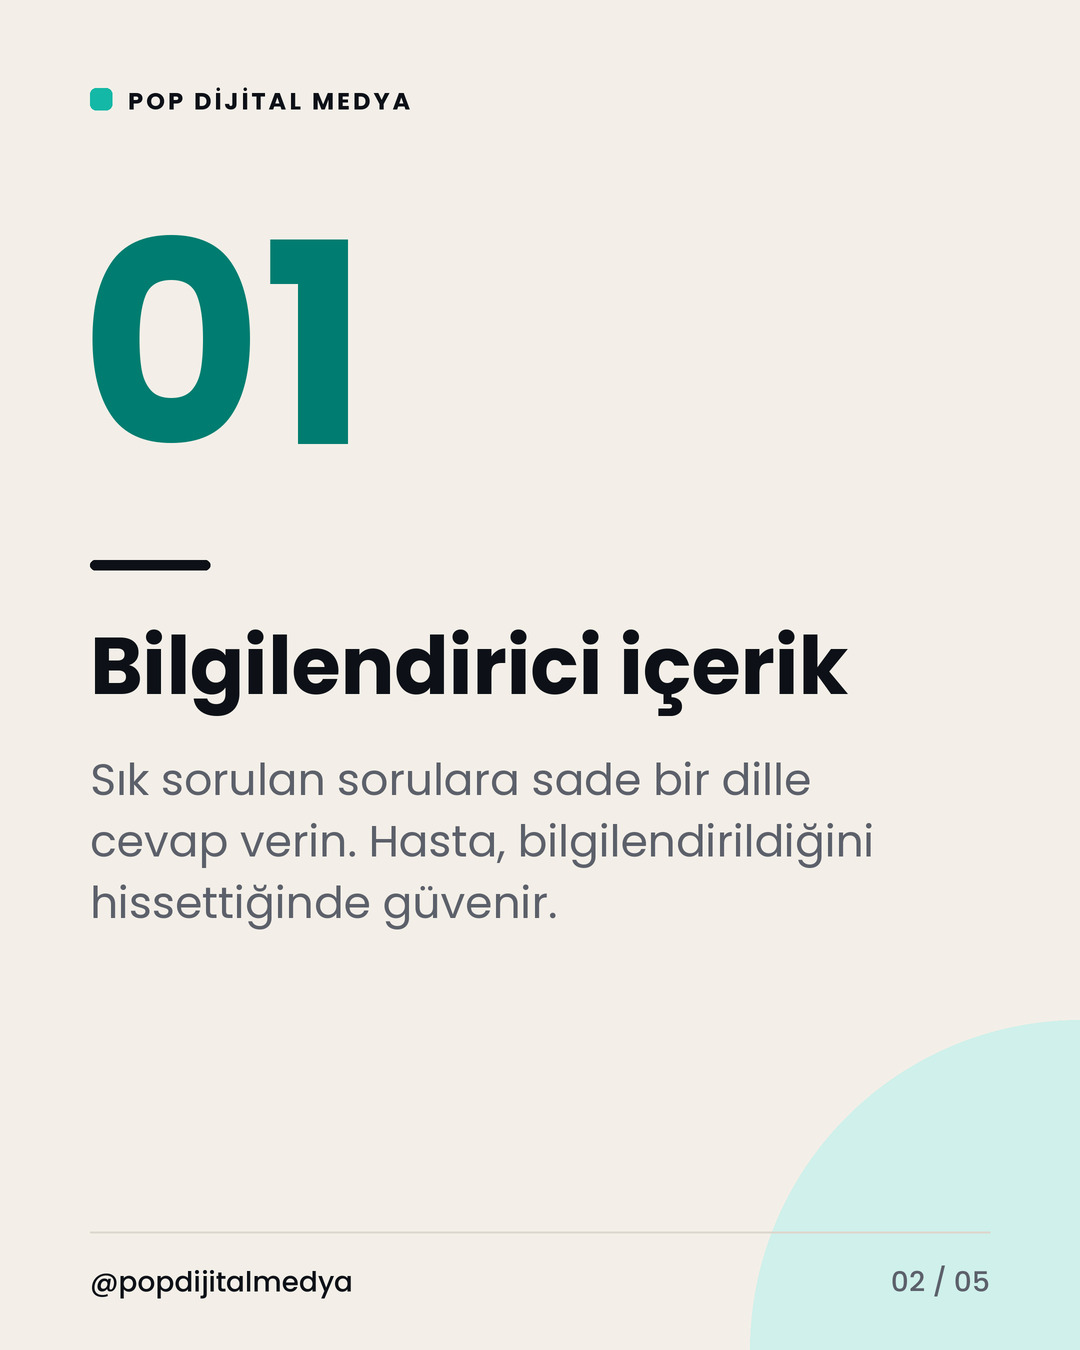 POP DİJİTAL MEDYA
01
Bilgilendirici içerik
Sık sorulan sorulara sade bir dille
cevap verin. Hasta, bilgilendirildiğini
hissettiğinde güvenir.
@popdijitalmedya
02 / 05